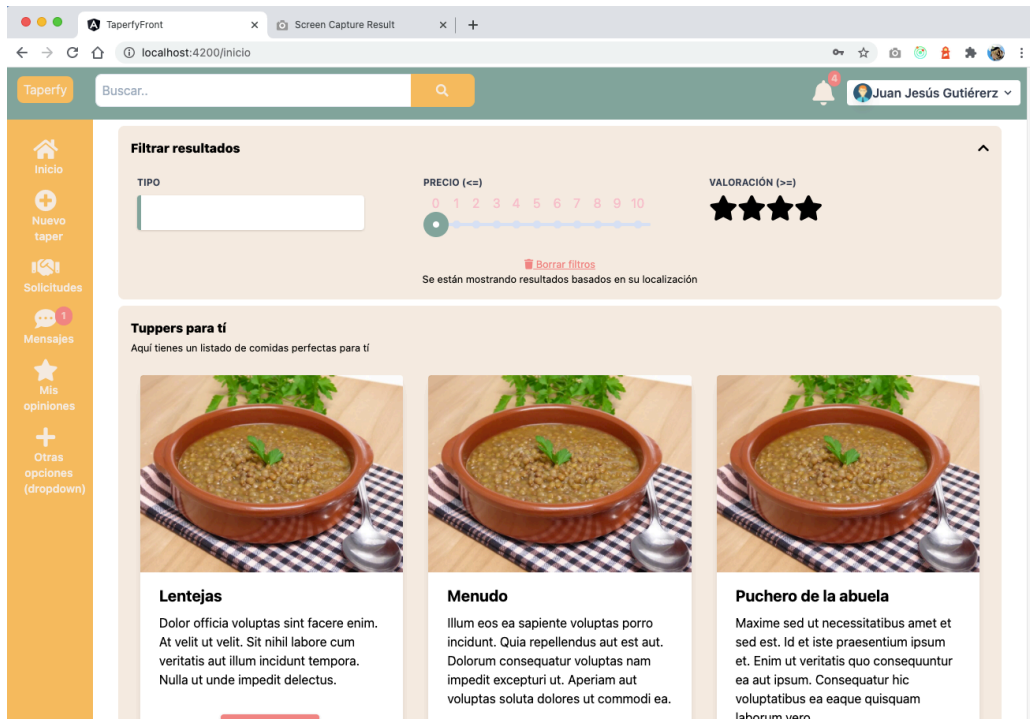 TaperfyFront
Screen Capture Result
localhost:4200/inicio
Taperfy
Buscar..
4
Juan Jesús Gutiérerz
Inicio
Nuevo
taper
Solicitudes
1
Mensajes
Mis
opiniones
Otras
opciones
(dropdown)
Filtrar resultados
TIPO
PRECIO (<=)
0 1 2 3 4 5 6 7 8 9 10
VALORACIÓN (>=)
Borrar filtros
Se están mostrando resultados basados en su localización
Tuppers para tí
Aquí tienes un listado de comidas perfectas para tí
Lentejas
Dolor officia voluptas sint facere enim.
At velit ut velit. Sit nihil labore cum
veritatis aut illum incidunt tempora.
Nulla ut unde impedit delectus.
Menudo
Illum eos ea sapiente voluptas porro
incidunt. Quia repellendus aut est aut.
Dolorum consequatur voluptas nam
impedit excepturi ut. Aperiam aut
voluptas soluta dolores ut commodi ea.
Puchero de la abuela
Maxime sed ut necessitatibus amet et
sed est. Id et iste praesentium ipsum
et. Enim ut veritatis quo consequuntur
ea aut ipsum. Consequatur hic
voluptatibus ea eaque quisquam
laborum vero